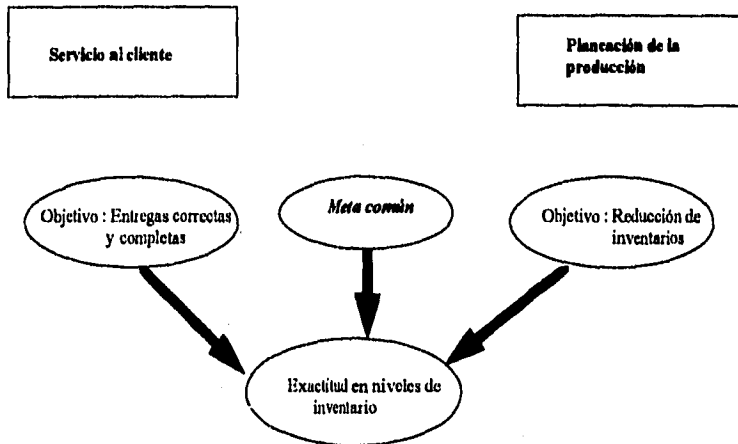 Servicio al cliente
Planeación de la
producción
Objetivo : Entregas correctas
y completas
Meta común
Objetivo : Reducción de
inventarios
Exactitud en niveles de
inventario